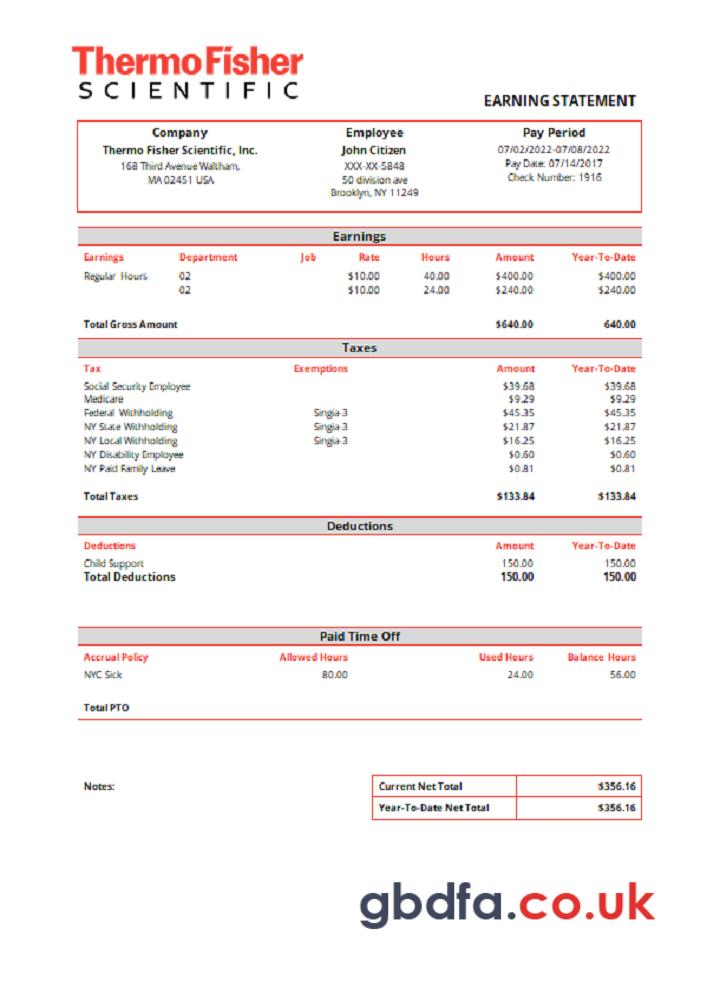 ThermoFisher
SCIENTIFIC
EARNING STATEMENT
Company Employee Pay Period
Thermo Fisher Scientific, Inc. John Citizen 07/02/2022-07/08/2022
168 Third Avenue Waltham, XXX-XX-5848 Pay Date: 07/14/2017
MA 02451 USA 50 division ave Check Number: 1916
Brooklyn, NY 11249
Earnings
Earnings Department Job Rate Hours Amount Year-To-Date
Regular Hours 02 $10.00 40.00 $400.00 $400.00
02 $10.00 24.00 $240.00 $240.00
Total Gross Amount $640.00 640.00
Taxes
Tax Exemptions Amount Year-To-Date
Social Security Employee $39.68 $39.68
Medicare $9.29 $9.29
Federal Withholding Singia-3 $45.35 $45.35
NY State Withholding Singia-3 $21.87 $21.87
NY Local Withholding Singia-3 $16.25 $16.25
NY Disability Employee $0.60 $0.60
NY Paid Family Leave $0.81 $0.81
Total Taxes $133.84 $133.84
Deductions
Deductions Amount Year-To-Date
Child Support 150.00 150.00
Total Deductions 150.00 150.00
Paid Time Off
Accrual Policy Allowed Hours Used Hours Balance Hours
NYC Sick 80.00 24.00 56.00
Total PTO
Notes:
Current Net Total $356.16
Year-To-Date Net Total $356.16
gbdfa.co.uk